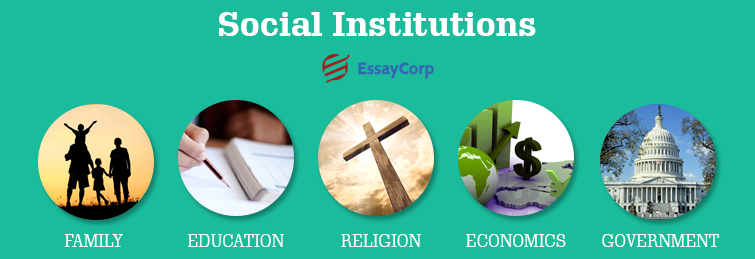 Social Institutions
EssayCorp
FAMILY EDUCATION RELIGION ECONOMICS GOVERNMENT